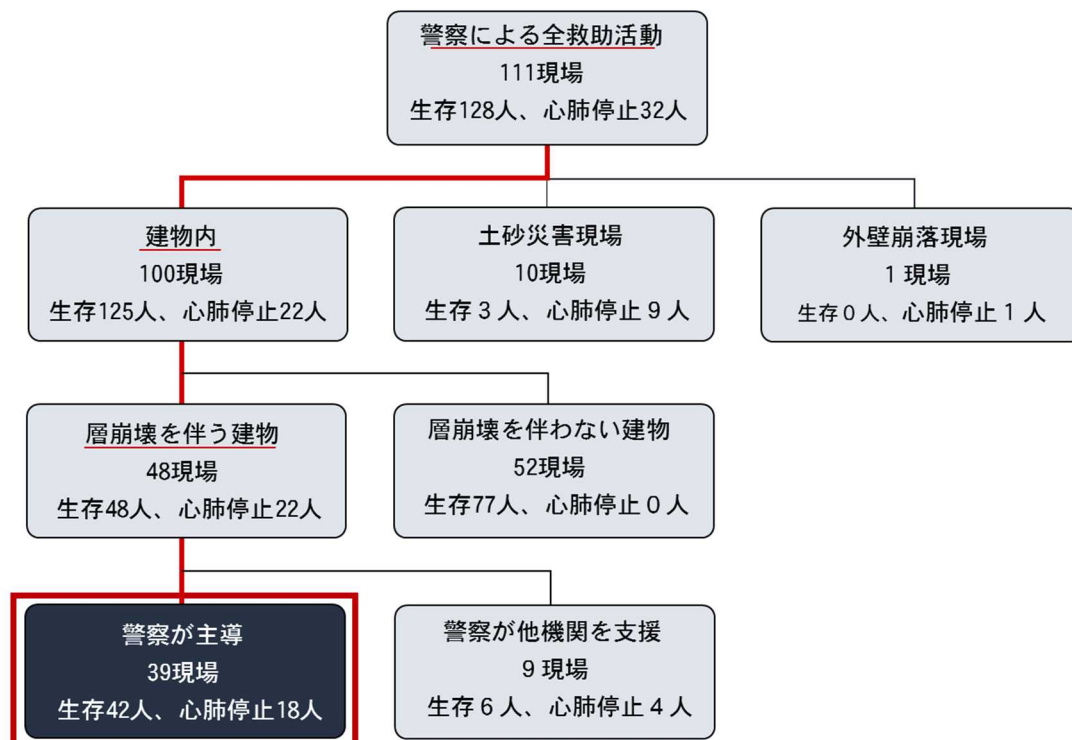 警察による全救助活動
111現場
生存128人、心肺停止32人
建物内
100現場
生存125人、心肺停止22人
土砂災害現場
10現場
生存３人、心肺停止９人
外壁崩落現場
１現場
生存０人、心肺停止１人
層崩壊を伴う建物
48現場
生存48人、心肺停止22人
層崩壊を伴わない建物
52現場
生存77人、心肺停止０人
警察が主導
39現場
生存42人、心肺停止18人
警察が他機関を支援
９現場
生存６人、心肺停止４人